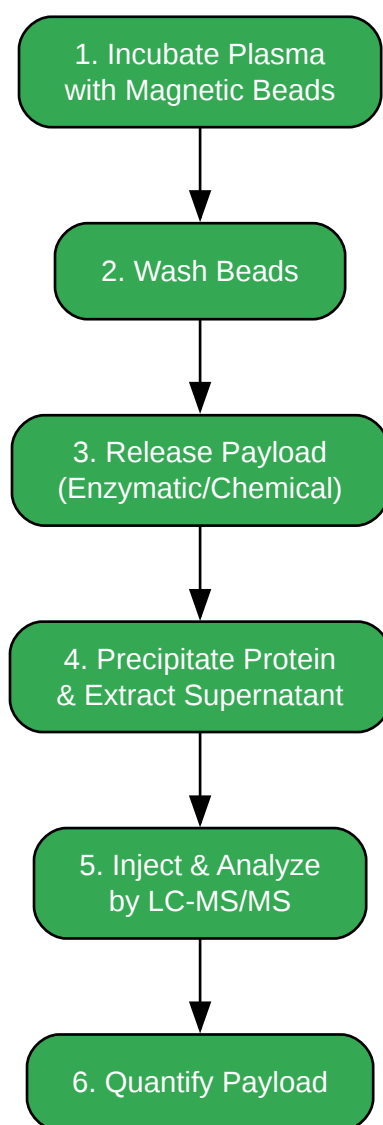 1. Incubate Plasma
with Magnetic Beads
2. Wash Beads
3. Release Payload
(Enzymatic/Chemical)
4. Precipitate Protein
& Extract Supernatant
5. Inject & Analyze
by LC-MS/MS
6. Quantify Payload